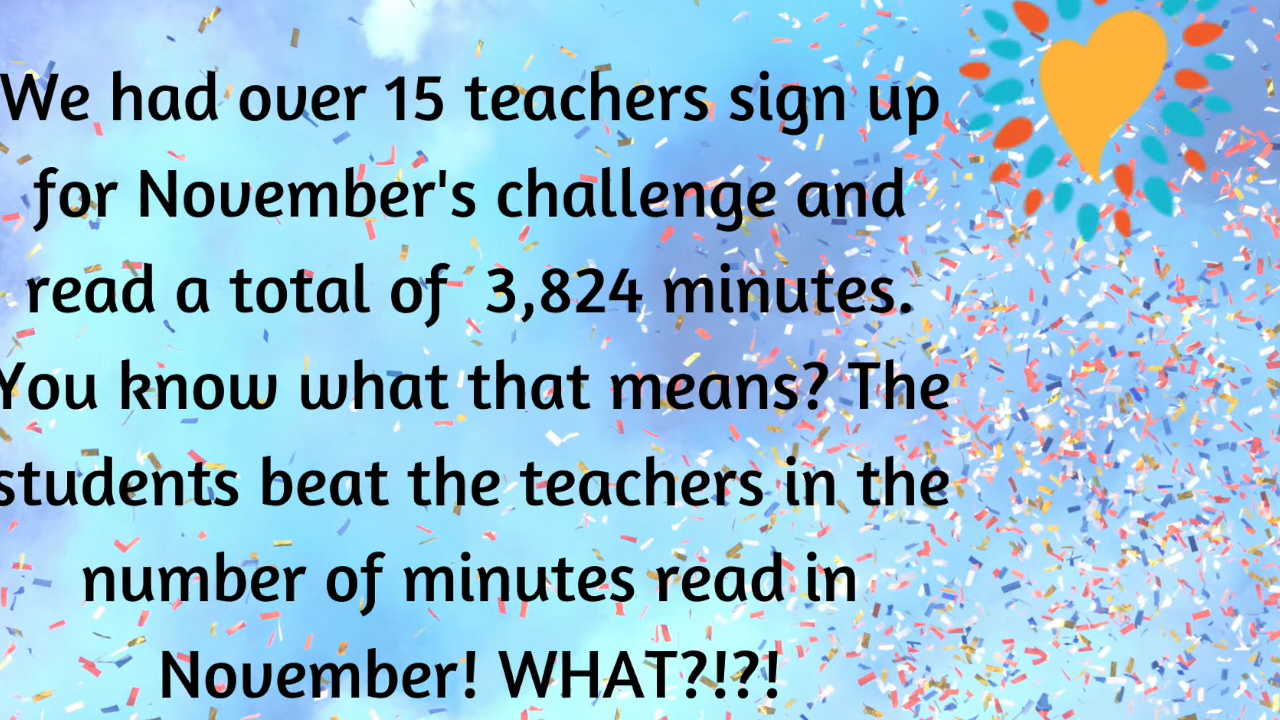 We had over 15 teachers sign up
for November's challenge and
read a total of  3,824 minutes.
You know what that means? The
students beat the teachers in the
number of minutes read in
November! WHAT?!?!